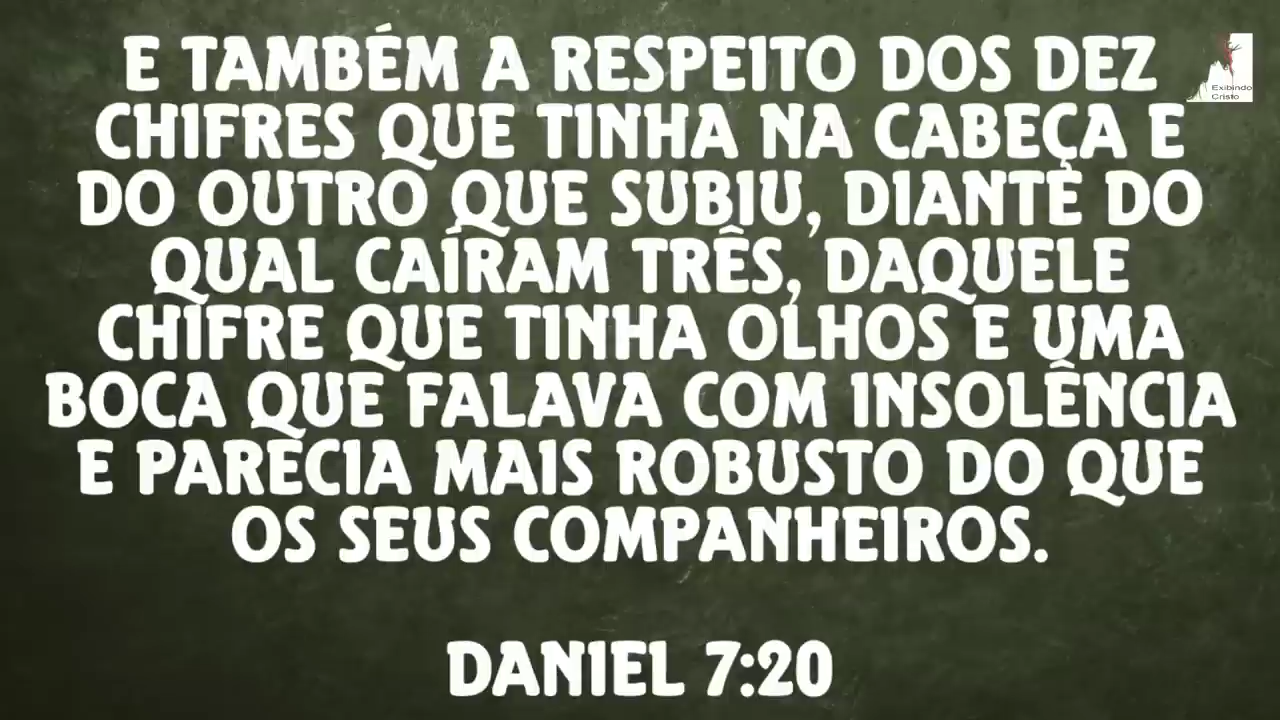 E TAMBÉM A RESPEITO DOS DEZ
CHIFRES QUE TINHA NA CABEÇA E
DO OUTRO QUE SUBIU, DIANTE DO
QUAL CAÍRAM TRÊS, DAQUELE
CHIFRE QUE TINHA OLHOS E UMA
BOCA QUE FALAVA COM INSOLÊNCIA
E PARECIA MAIS ROBUSTO DO QUE
OS SEUS COMPANHEIROS.
DANIEL 7:20
Exibindo
Cristo